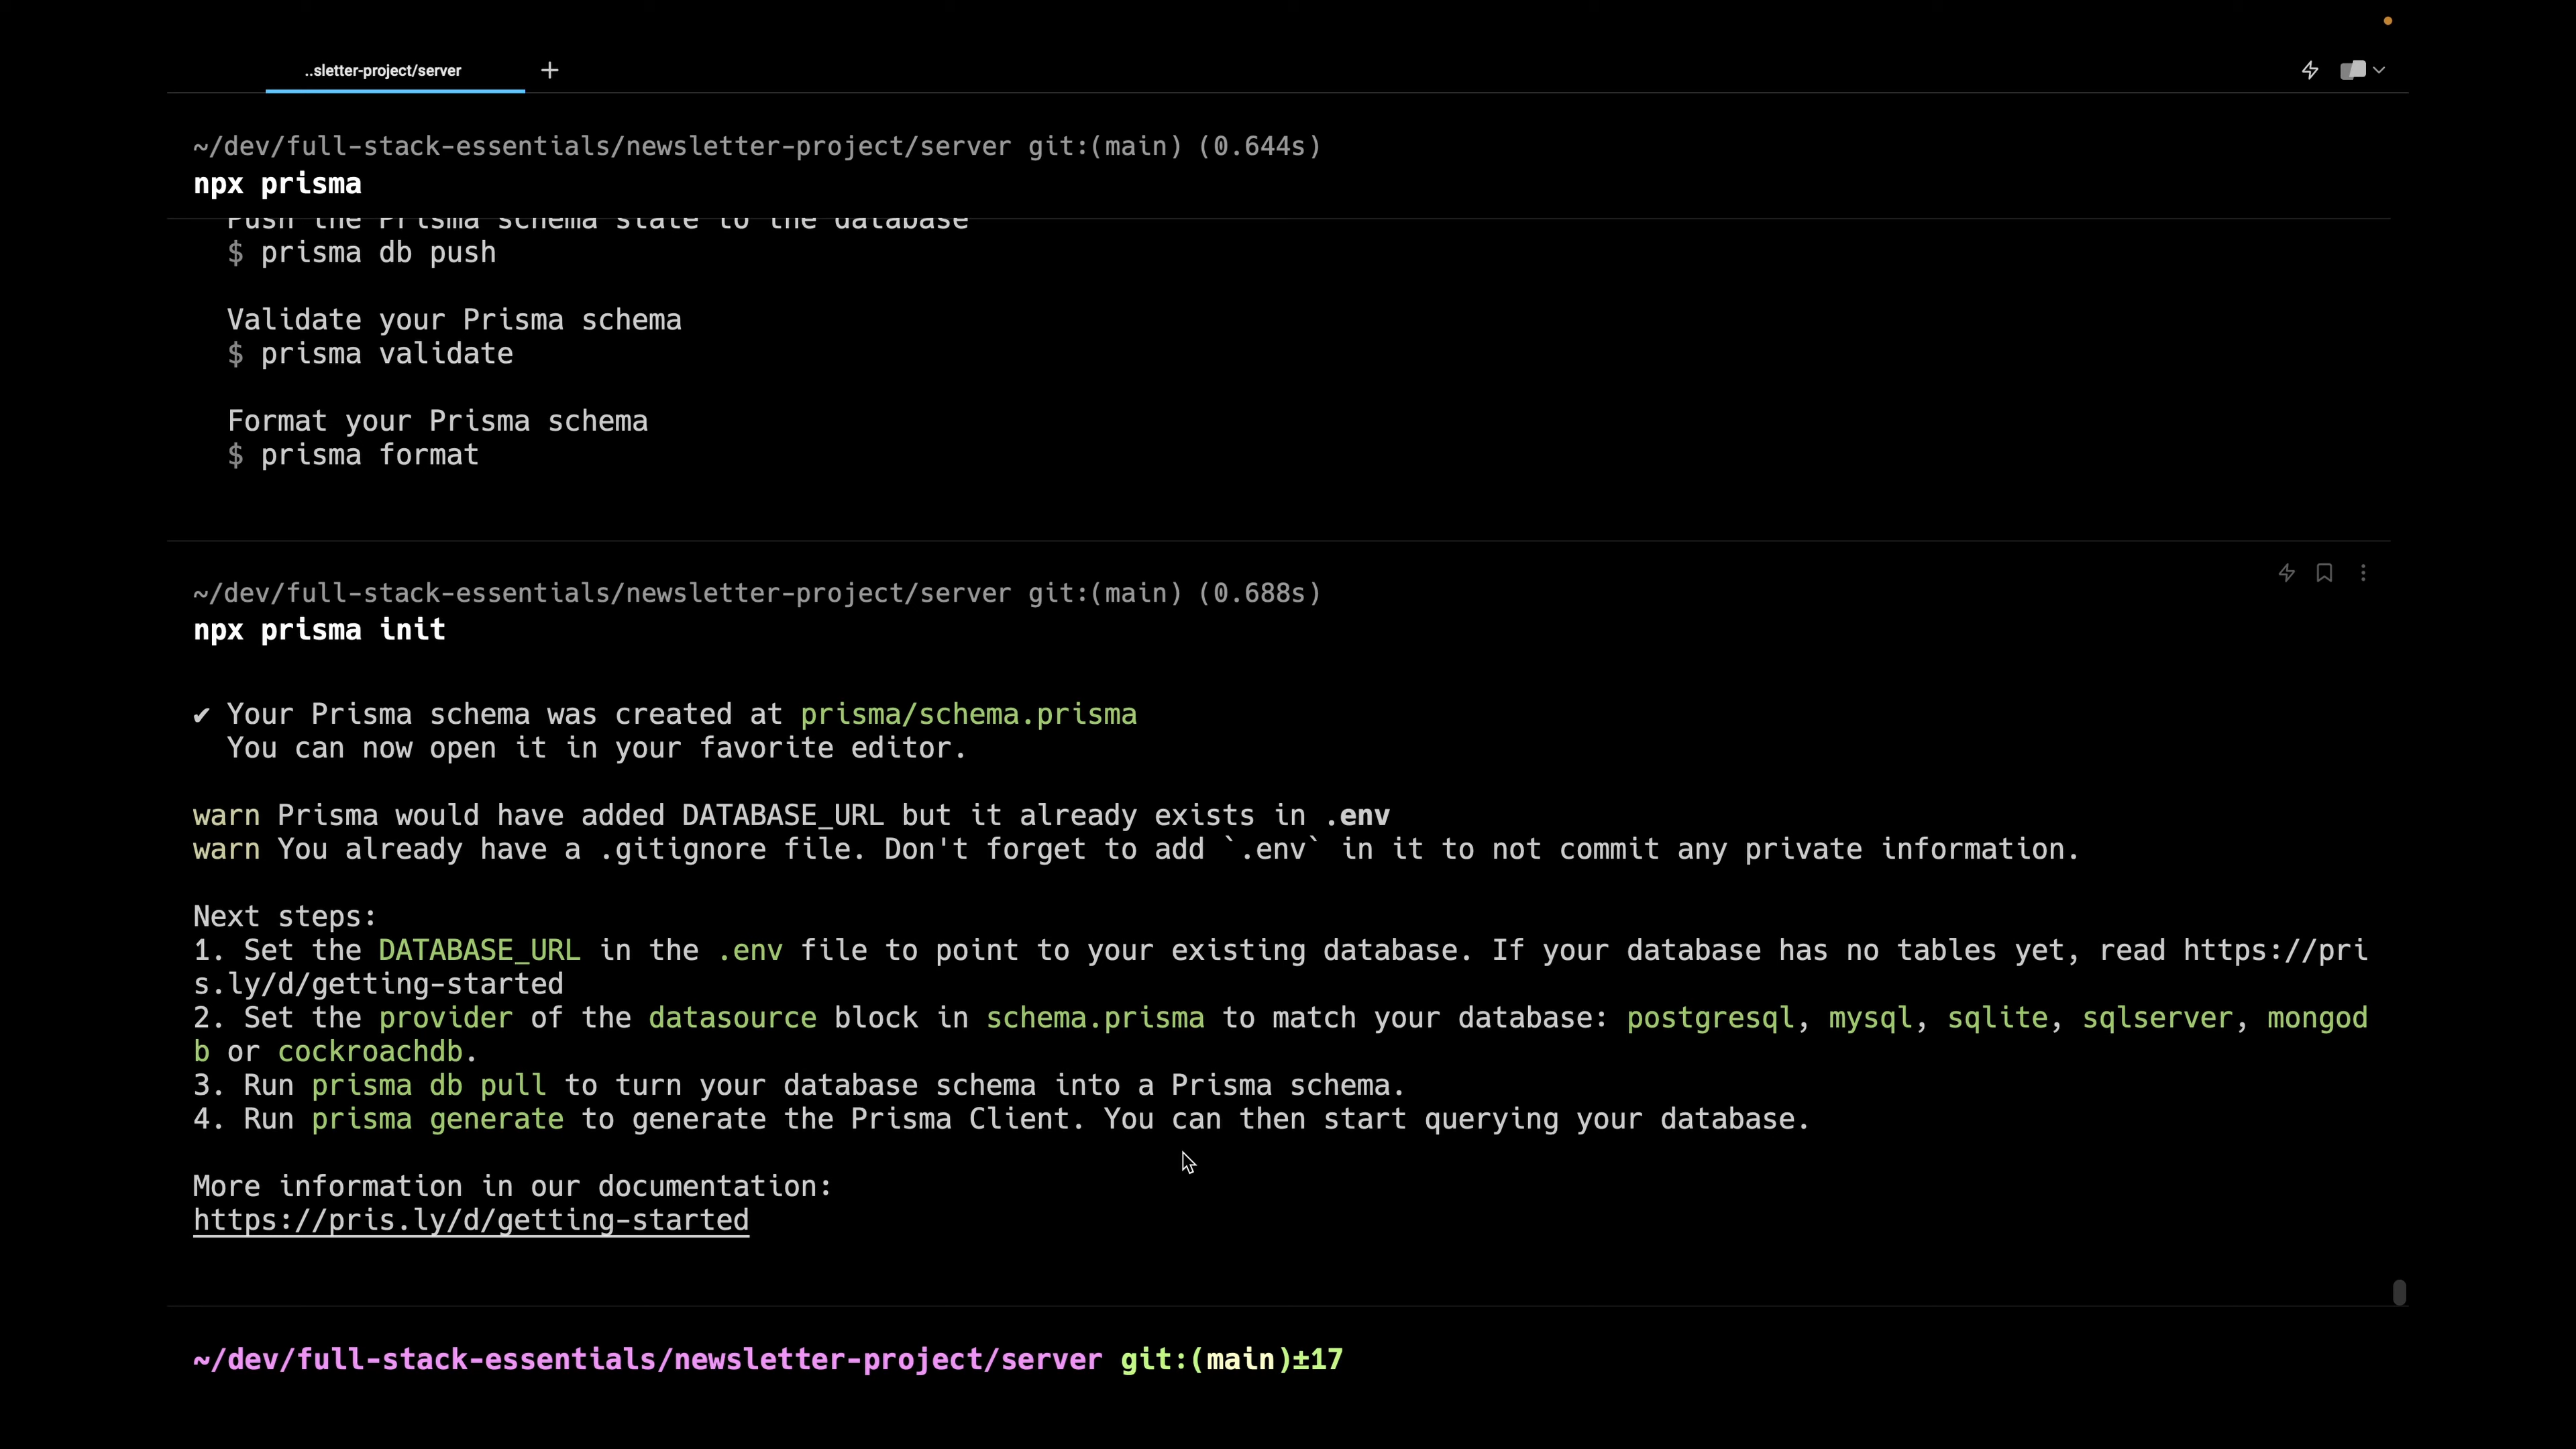 ..sletter-project/server
~/dev/full-stack-essentials/newsletter-project/server git:(main) (0.644s)
npx prisma
Push the Prisma schema state to the database
$ prisma db push
Validate your Prisma schema
$ prisma validate
Format your Prisma schema
$ prisma format
~/dev/full-stack-essentials/newsletter-project/server git:(main) (0.688s)
npx prisma init
✔ Your Prisma schema was created at prisma/schema.prisma
You can now open it in your favorite editor.
warn Prisma would have added DATABASE_URL but it already exists in .env
warn You already have a .gitignore file. Don't forget to add `.env` in it to not commit any private information.
Next steps:
1. Set the DATABASE_URL in the .env file to point to your existing database. If your database has no tables yet, read https://pri
s.ly/d/getting-started
2. Set the provider of the datasource block in schema.prisma to match your database: postgresql, mysql, sqlite, sqlserver, mongod
b or cockroachdb.
3. Run prisma db pull to turn your database schema into a Prisma schema.
4. Run prisma generate to generate the Prisma Client. You can then start querying your database.
More information in our documentation:
https://pris.ly/d/getting-started
~/dev/full-stack-essentials/newsletter-project/server git:(main)±17